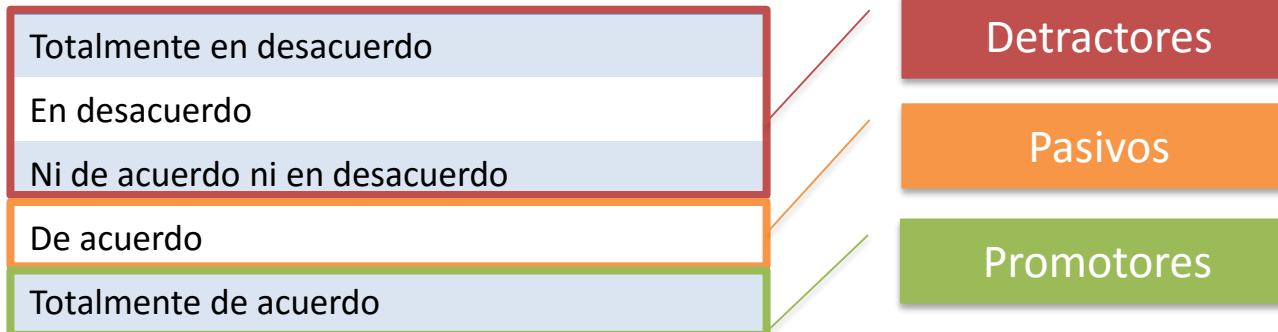 Totalmente en desacuerdo
En desacuerdo
Ni de acuerdo ni en desacuerdo
De acuerdo
Totalmente de acuerdo
Detractores
Pasivos
Promotores